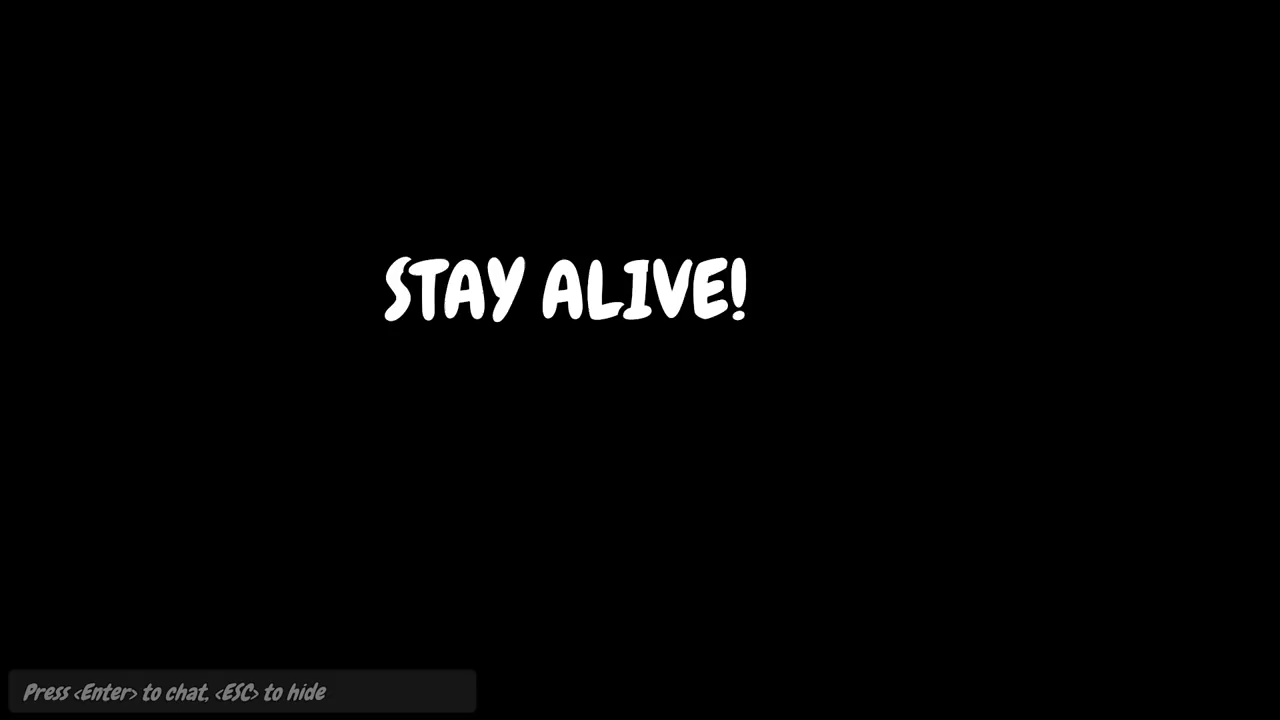 STAY ALIVE!
Press <Enter> to chat, <ESC> to hide